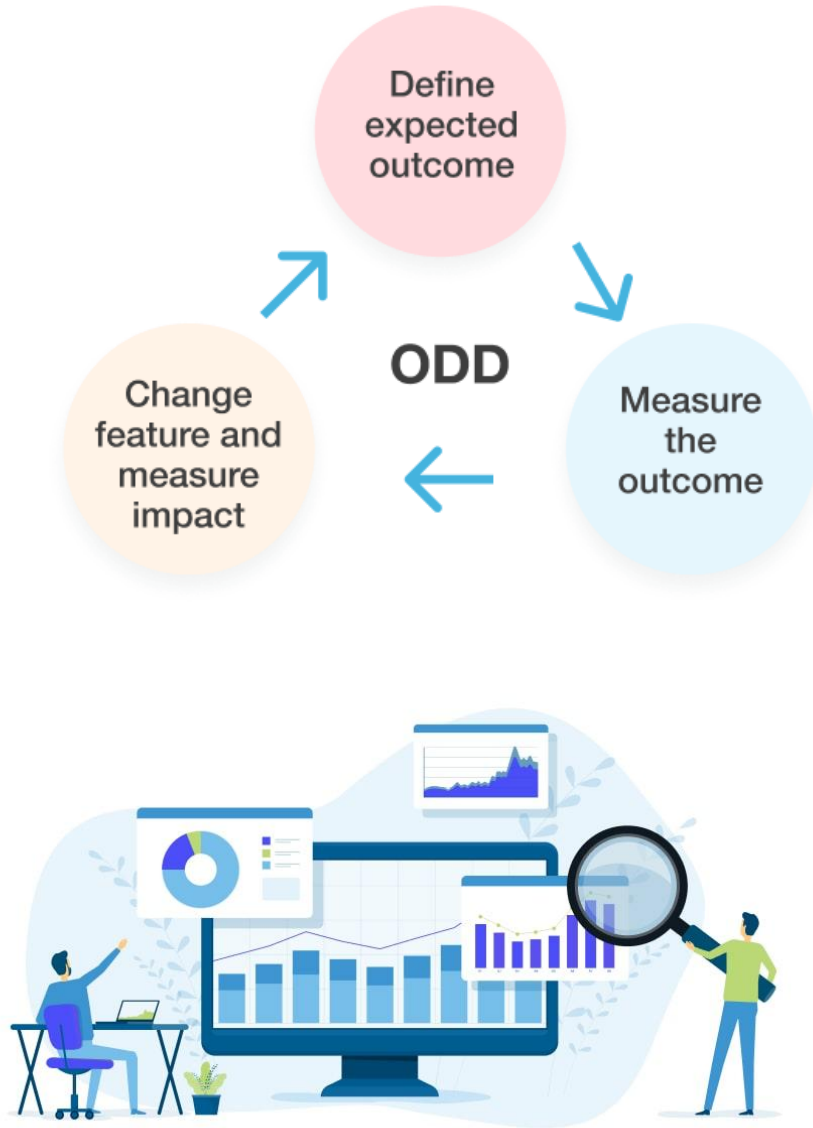 Define
expected
outcome
ODD
Measure
the
outcome
Change
feature and
measure
impact